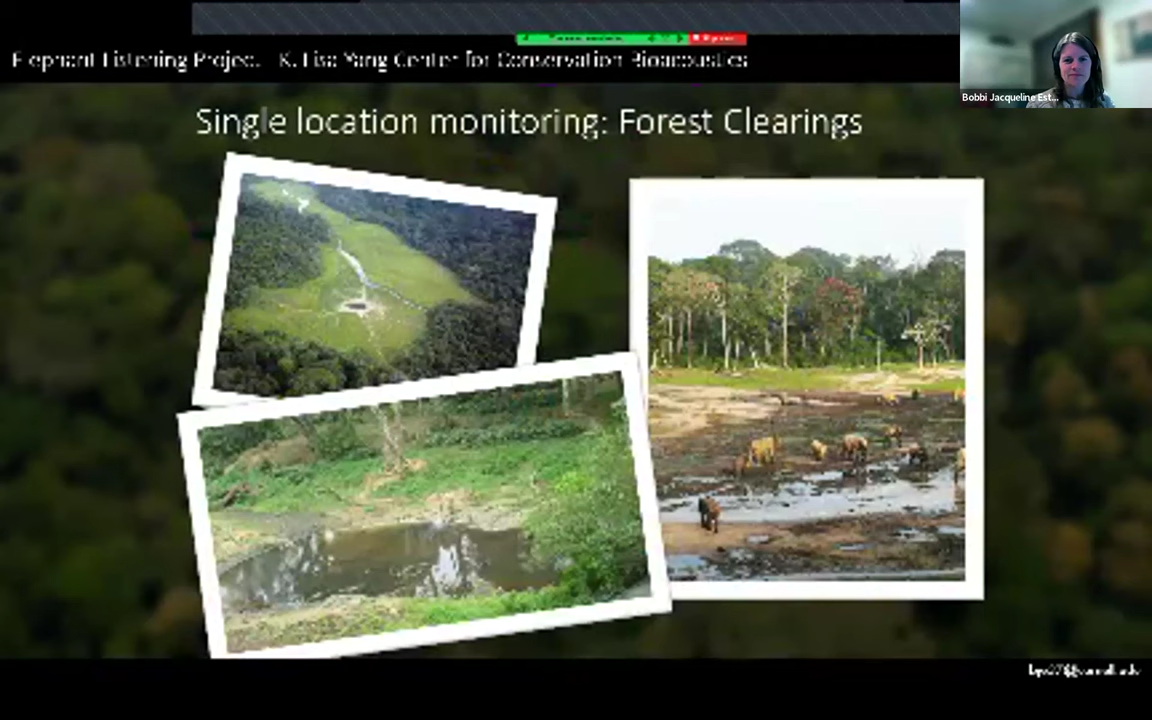 Elephant Listening Project K. Lisa Yang Center for Conservation Bioacoustics
Bobbi Jacqueline Est...
Single location monitoring: Forest Clearings